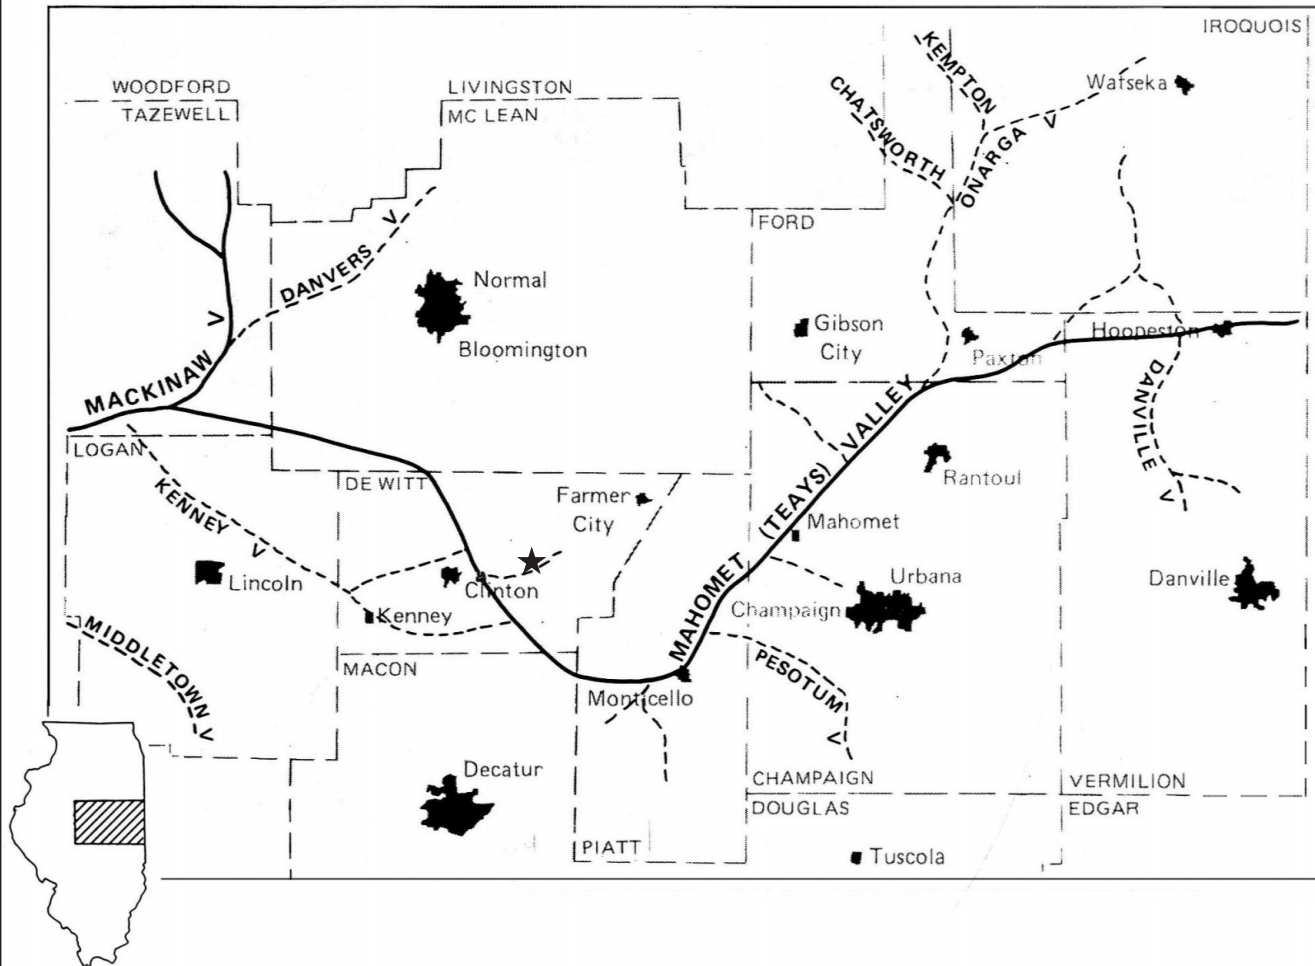 IROQUOIS
KEMPTON
Watseka
WOODFORD
LIVINGSTON
CHATSWORTH
TAZEWELL
MC LEAN
V
ONARGA
FORD
V
DANVERS
Normal
V
Gibson
City
Hoopeston
Bloomington
Paxton
DANVILLE
MACKINAW
VALLEY
LOGAN
DE WITT
Rantoul
KENNEY
Farmer
City
(TEAYS)
V
Mahomet
V
MAHOMET
Lincoln
Clinton
Urbana
Danville
Kenney
Champaign
MIDDLETOWN
V
MACON
PESOTUM
V
Monticello
Decatur
CHAMPAIGN
VERMILION
DOUGLAS
EDGAR
PIATT
Tuscola